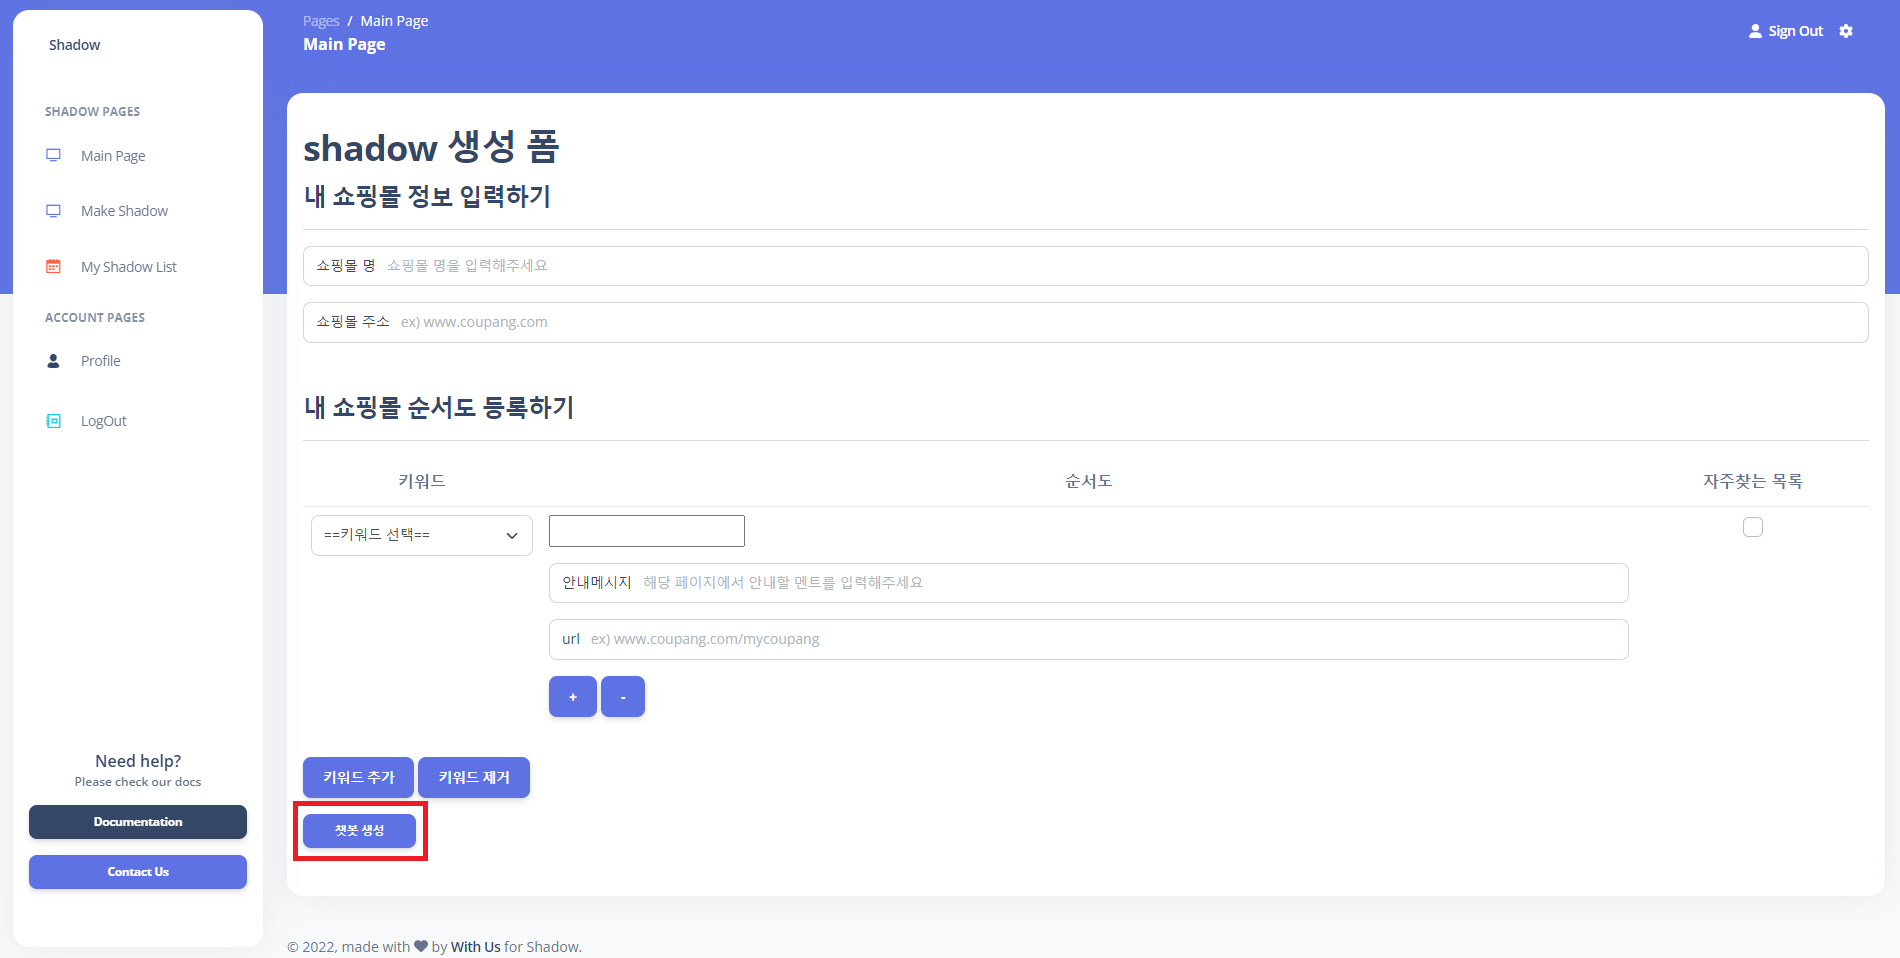 Shadow
SHADOW PAGES
Main Page
Make Shadow
My Shadow List
ACCOUNT PAGES
Profile
LogOut
Need help?
Please check our docs
Documentation
Contact Us
Pages / Main Page
Main Page
Sign Out
shadow 생성 폼
내 쇼핑몰 정보 입력하기
쇼핑몰 명 쇼핑몰 명을 입력해주세요
쇼핑몰 주소 ex) www.coupang.com
내 쇼핑몰 순서도 등록하기
키워드 순서도 자주찾는 목록
==키워드 선택==
안내메시지 해당 페이지에서 안내할 멘트를 입력해주세요
url ex) www.coupang.com/mycoupang
+ -
키워드 추가 키워드 제거
챗봇 생성
© 2022, made with by With Us for Shadow.